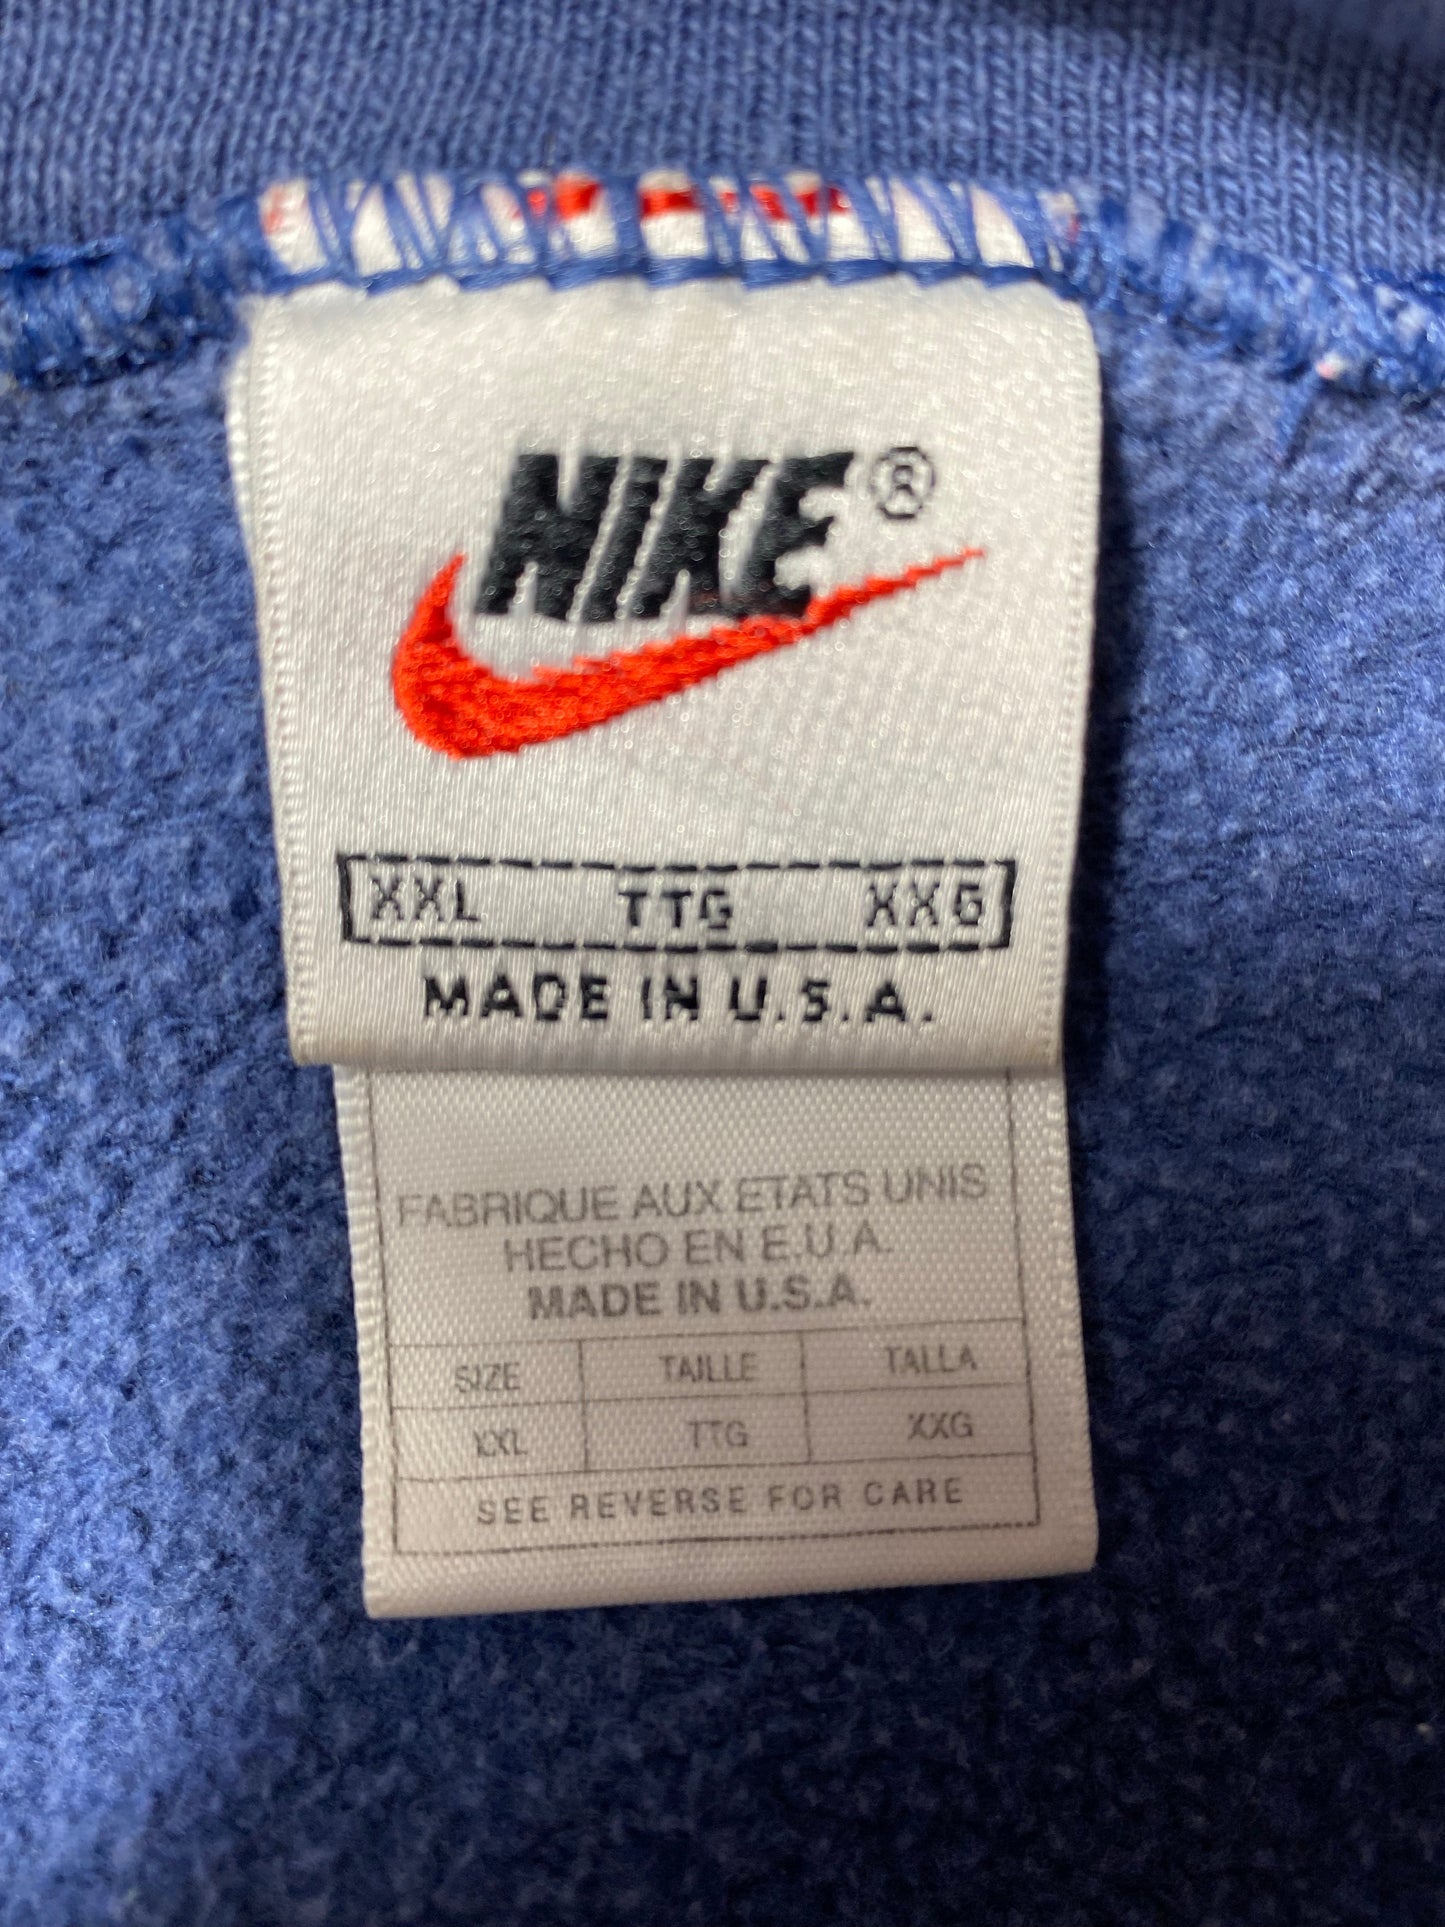 NIKE®
XXL TTG XXG
MADE IN U.S.A.
FABRIQUE AUX ETATS UNIS
HECHO EN E.U.A.
MADE IN U.S.A.
SIZE TAILLE TALLA
XXL TTG XXG
SEE REVERSE FOR CARE